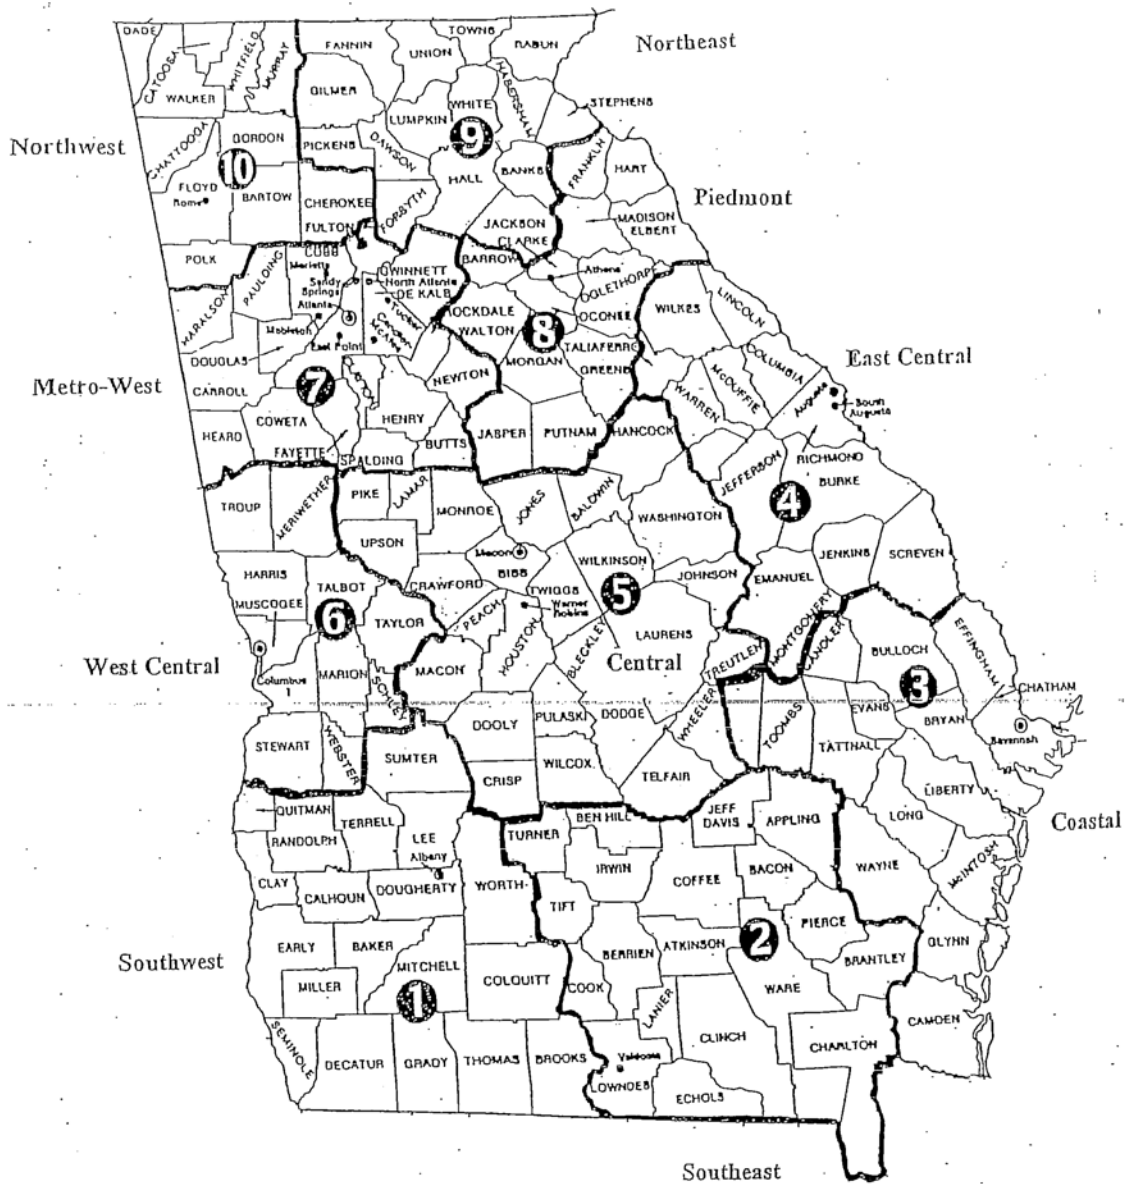 DADE
CATOOSA
WHITFIELD
MURRAY
FANNIN
UNION
TOWNS
RABUN
Northeast
WALKER
GILMER
WHITE
HABERSHAM
STEPHENS
LUMPKIN
9
Northwest
CHATTOOGA
GORDON
PICKENS
DAWSON
BANKS
FRANKLN
HART
10
FLOYD
Rome
BARTOW
HALL
Piedmont
CHEROKEE
FORSYTH
JACKSON
MADISON
ELBERT
FULTON
CLARKE
POLK
PAULDING
COBB
Marietta
GWINNETT
BARROW
Athens
OGLETHORPE
Sandy
Springs
North Atlanta
DE KALB
Atlanta
Tucker
ROCKDALE
OCONEE
WILKES
LINCOLN
HARALSON
Mableton
Candler-
McAfee
WALTON
8
East Point
DOUGLAS
MORGAN
TALIAFERRO
COLUMBIA
East Central
Metro-West
7
CARROLL
NEWTON
GREENE
WARREN
McDUFFIE
Augusta
South
Augusta
COWETA
HENRY
HEARD
FAYETTE
SPALDING
BUTTS
JASPER
PUTNAM
HANCOCK
RICHMOND
JEFFERSON
BURKE
TROUP
MERIWETHER
PIKE
LAMAR
MONROE
JONES
BALDWIN
4
WASHINGTON
UPSON
JENKINS
SCREVEN
HARRIS
TALBOT
Macon
BIBB
WILKINSON
JOHNSON
EMANUEL
CRAWFORD
TWIGGS
5
MUSCOGEE
6
TAYLOR
PEACH
Warner
Robins
HOUSTON
BLECKLEY
LAURENS
MONTGOMERY
CANDLER
EFFINGHAM
BULLOCH
West Central
Central
TREUTLEN
Columbus
1
MARION
SCHLEY
MACON
3
CHATHAM
DOOLY
PULASKI
DODGE
WHEELER
TOOMBS
EVANS
BRYAN
Savannah
STEWART
WEBSTER
SUMTER
TATTNALL
CRISP
WILCOX
TELFAIR
LIBERTY
QUITMAN
TERRELL
LEE
TURNER
BEN HILL
JEFF
DAVIS
APPLING
LONG
Coastal
RANDOLPH
Albany
IRWIN
WAYNE
McINTOSH
CLAY
CALHOUN
DOUGHERTY
WORTH
COFFEE
BACON
TIFT
PIERCE
EARLY
BAKER
ATKINSON
2
GLYNN
Southwest
MITCHELL
BERRIEN
BRANTLEY
MILLER
1
COLQUITT
COOK
LANIER
WARE
CAMDEN
SEMINOLE
CLINCH
CHARLTON
DECATUR
GRADY
THOMAS
BROOKS
Valdosta
LOWNDES
ECHOLS
Southeast